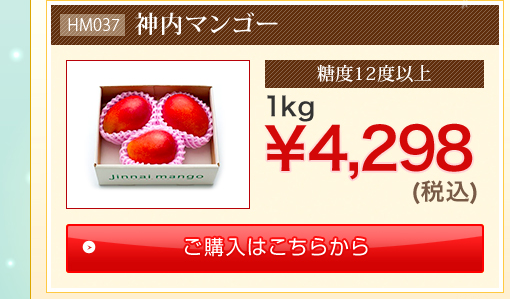 HM037 神内マンゴー
糖度12度以上
1kg
¥4,298
(税込)
jinnai mango
ご購入はこちらから